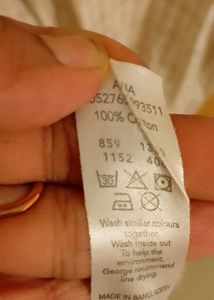 100% Cotton
859
1152
30
Wash similar colours
together.
Wash inside out
To help the
environment,
George recommend
line drying.
MADE IN BANGLADESH